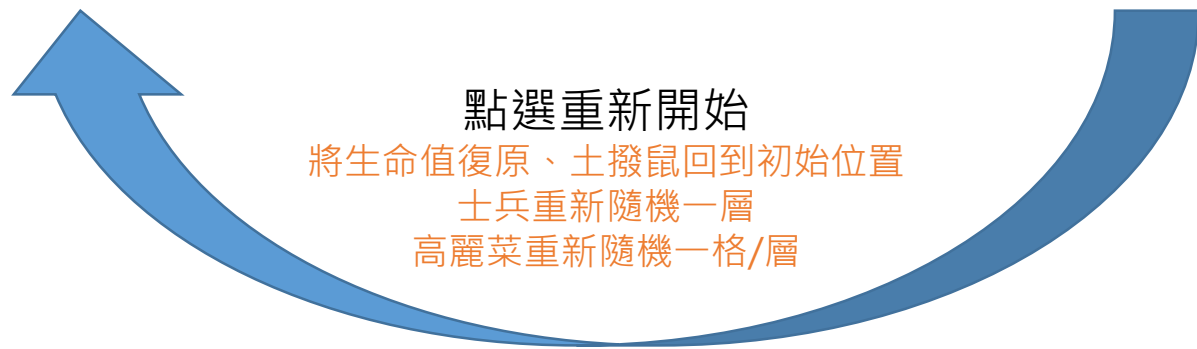 點選重新開始
將生命值復原、土撥鼠回到初始位置
士兵重新隨機一層
高麗菜重新隨機一格/層